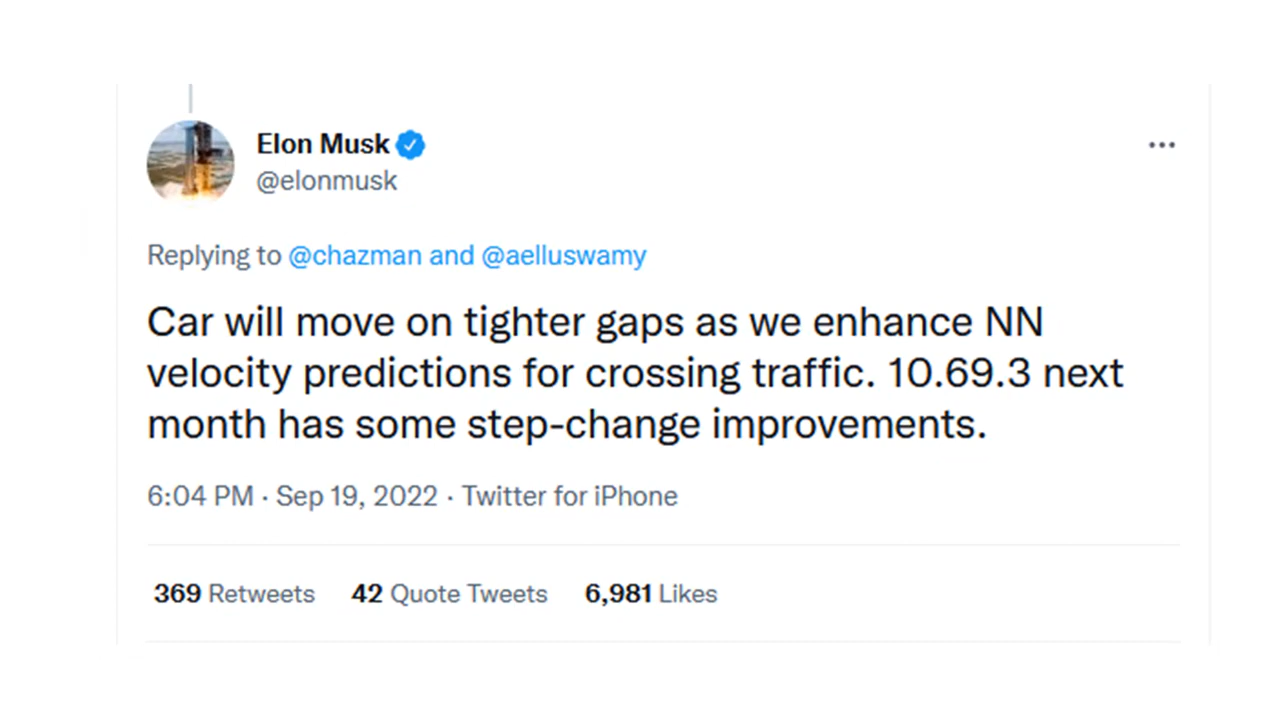 Elon Musk
@elonmusk
Replying to @chazman and @aelluswamy
Car will move on tighter gaps as we enhance NN
velocity predictions for crossing traffic. 10.69.3 next
month has some step-change improvements.
6:04 PM · Sep 19, 2022 · Twitter for iPhone
369 Retweets 42 Quote Tweets 6,981 Likes